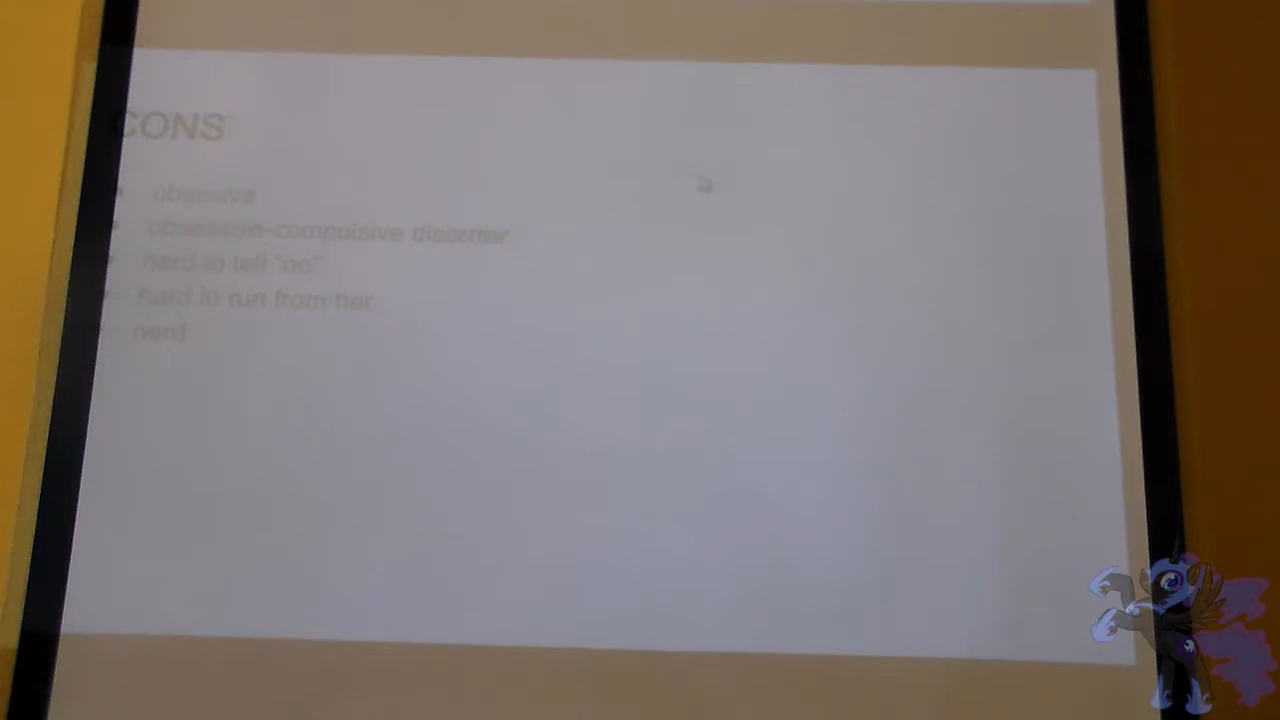 CONS
• obsessive
• obsessive-compulsive disorder
• hard to tell "no"
• hard to run from her
• nerd